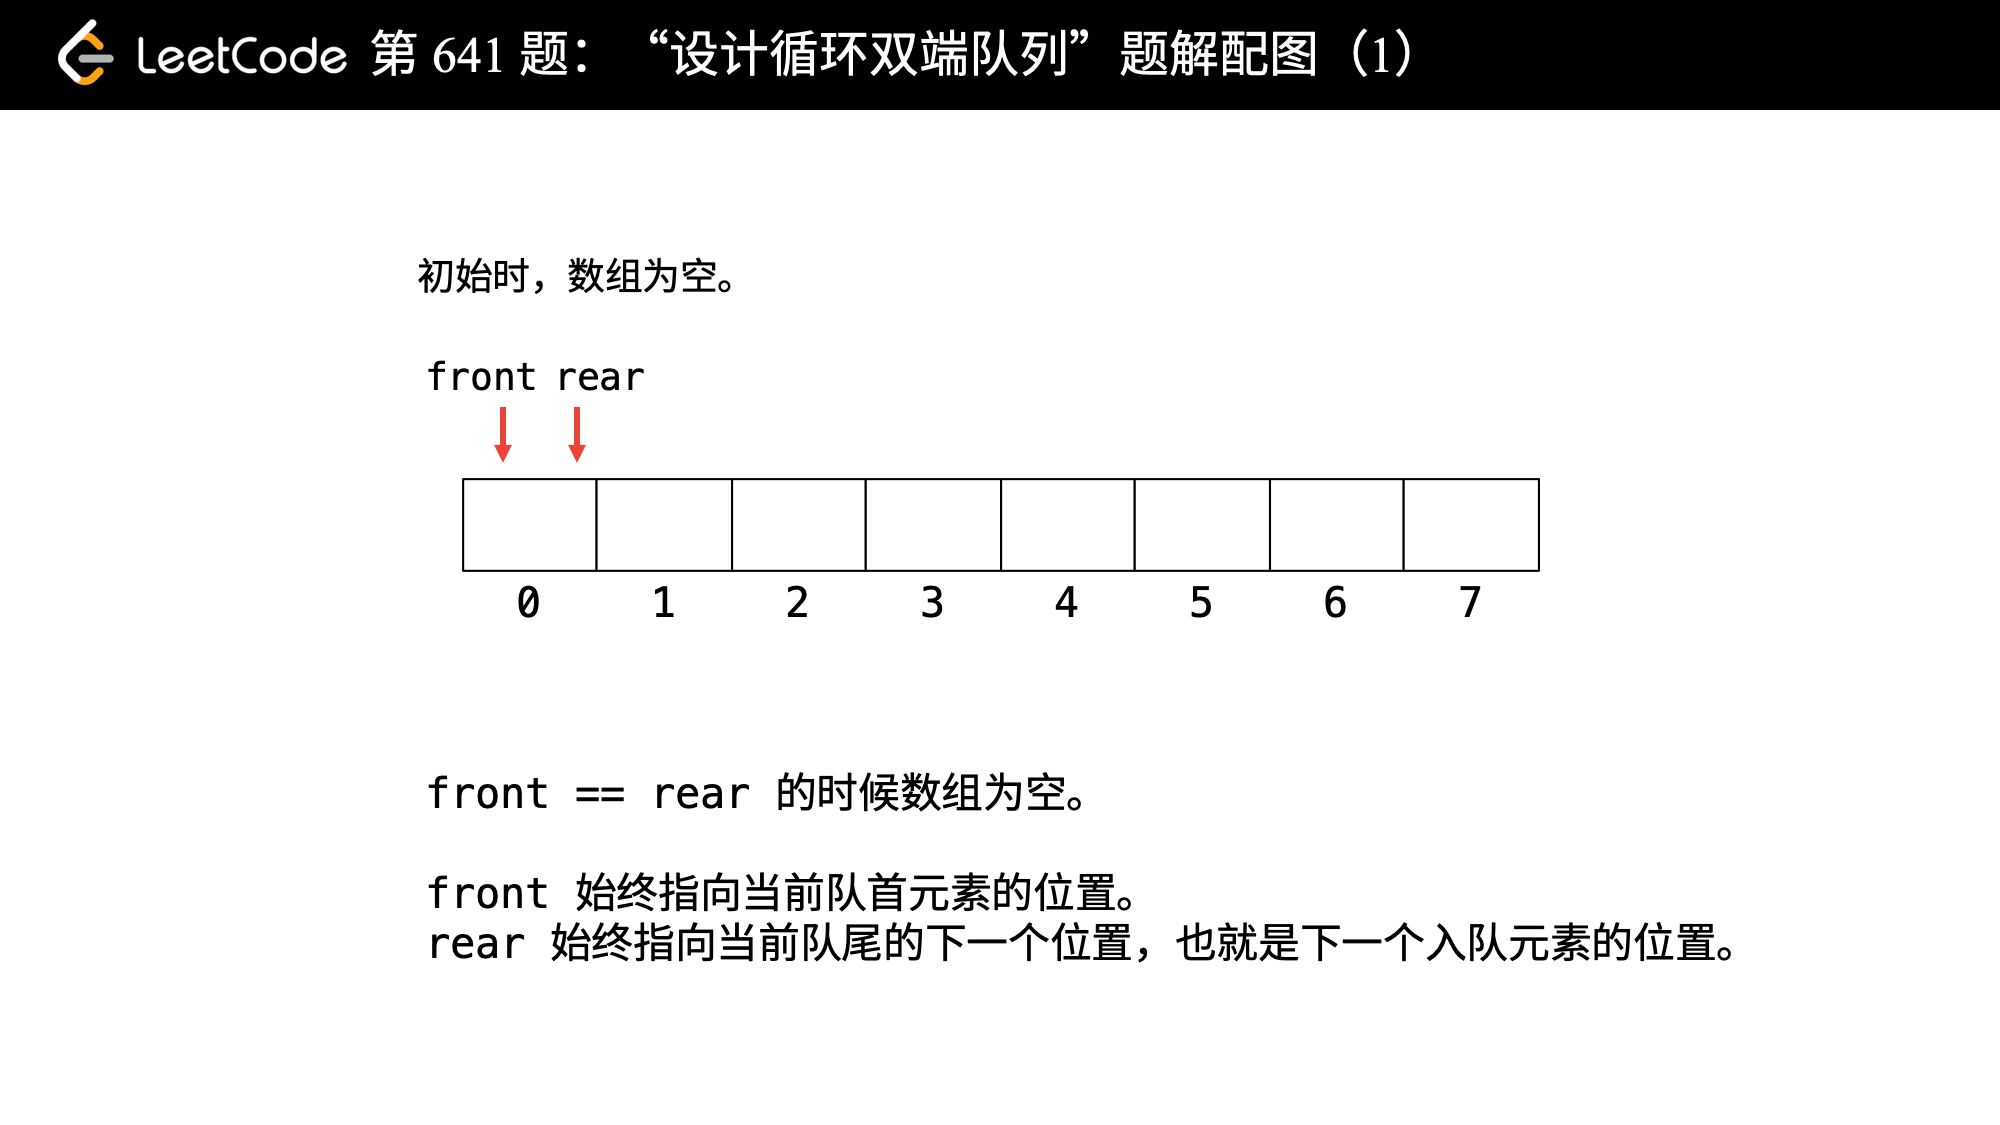 LeetCode 第 641 题：“设计循环双端队列”题解配图（1）
初始时，数组为空。
front rear
0 1 2 3 4 5 6 7
front == rear 的时候数组为空。
front 始终指向当前队首元素的位置。
rear 始终指向当前队尾的下一个位置，也就是下一个入队元素的位置。